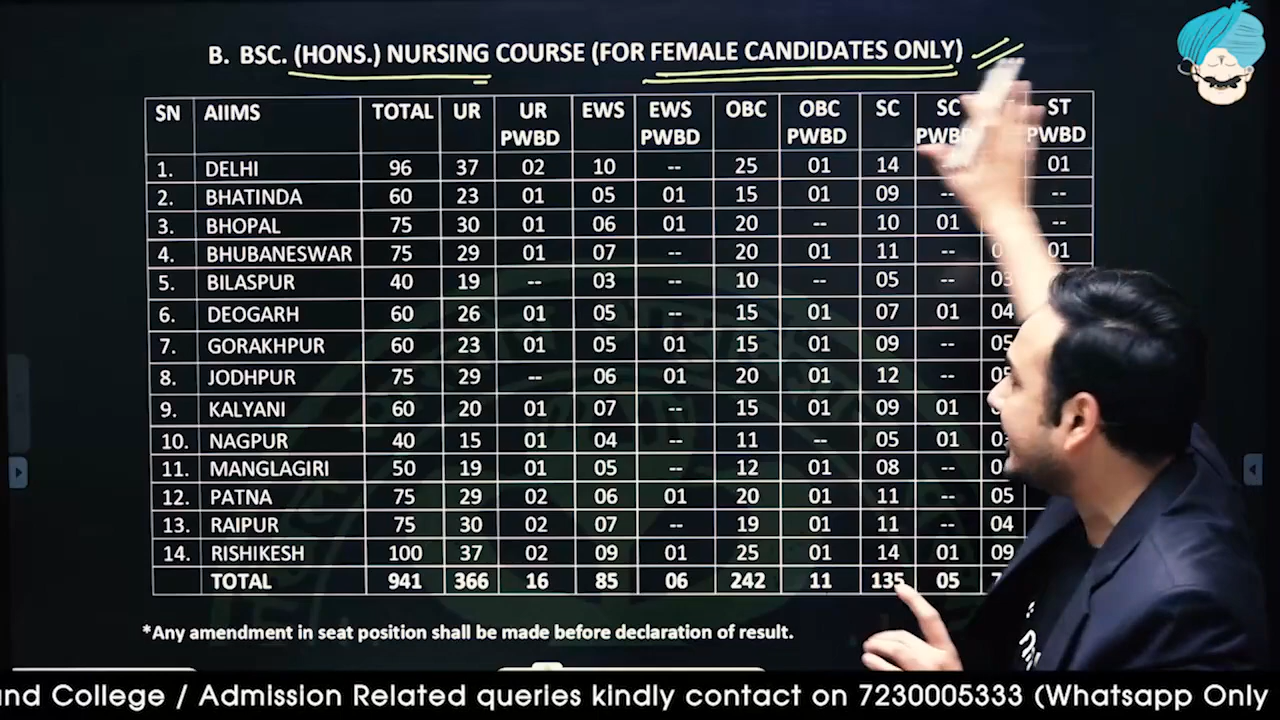 B. BSC. (HONS.) NURSING COURSE (FOR FEMALE CANDIDATES ONLY)
SN AIIMS TOTAL UR UR PWBD EWS EWS PWBD OBC OBC PWBD SC SC PWBD ST PWBD
1. DELHI 96 37 02 10 -- 25 01 14 -- 01
2. BHATINDA 60 23 01 05 01 15 01 09 -- --
3. BHOPAL 75 30 01 06 01 20 -- 10 01 --
4. BHUBANESWAR 75 29 01 07 -- 20 01 11 -- 01
5. BILASPUR 40 19 -- 03 -- 10 -- 05 -- 03
6. DEOGARH 60 26 01 05 -- 15 01 07 01 04
7. GORAKHPUR 60 23 01 05 01 15 01 09 -- 05
8. JODHPUR 75 29 -- 06 01 20 01 12 -- 05
9. KALYANI 60 20 01 07 -- 15 01 09 01
10. NAGPUR 40 15 01 04 -- 11 -- 05 01 03
11. MANGLAGIRI 50 19 01 05 -- 12 01 08 --
12. PATNA 75 29 02 06 01 20 01 11 -- 05
13. RAIPUR 75 30 02 07 -- 19 01 11 -- 04
14. RISHIKESH 100 37 02 09 01 25 01 14 01 09
TOTAL 941 366 16 85 06 242 11 135 05
*Any amendment in seat position shall be made before declaration of result.
and College / Admission Related queries kindly contact on 7230005333 (Whatsapp Only